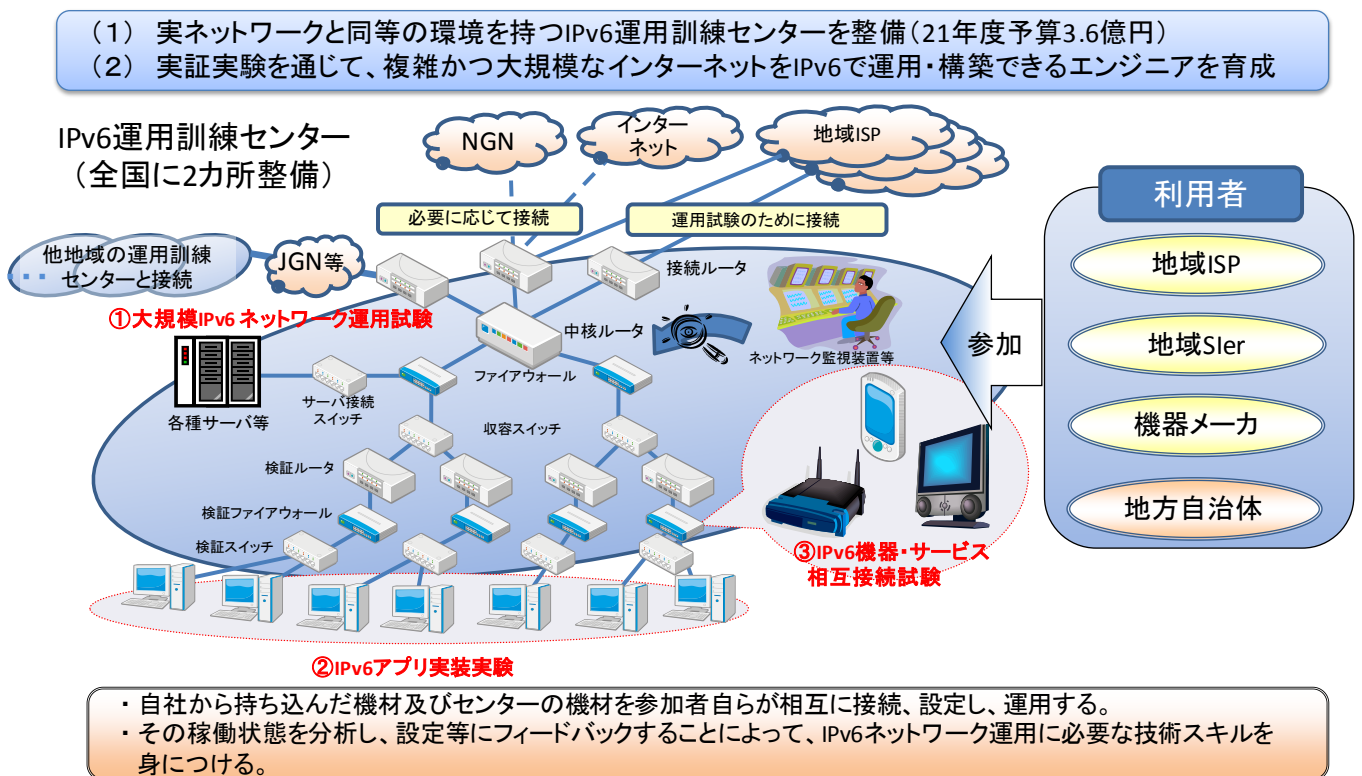 （１） 実ネットワークと同等の環境を持つIPv6運用訓練センターを整備（21年度予算3.6億円）
（２） 実証実験を通じて、複雑かつ大規模なインターネットをIPv6で運用・構築できるエンジニアを育成
IPv6運用訓練センター
（全国に2カ所整備）
NGN
インター
ネット
地域ISP
必要に応じて接続
運用試験のために接続
他地域の運用訓練
センターと接続
JGN等
接続ルータ
①大規模IPv6 ネットワーク運用試験
中核ルータ
ネットワーク監視装置等
ファイアウォール
各種サーバ等
サーバ接続
スイッチ
収容スイッチ
検証ルータ
検証ファイアウォール
検証スイッチ
③IPv6機器・サービス
相互接続試験
②IPv6アプリ実装実験
参加
利用者
地域ISP
地域SIer
機器メーカ
地方自治体
・ 自社から持ち込んだ機材及びセンターの機材を参加者自らが相互に接続、設定し、運用する。
・ その稼働状態を分析し、設定等にフィードバックすることによって、IPv6ネットワーク運用に必要な技術スキルを
身につける。